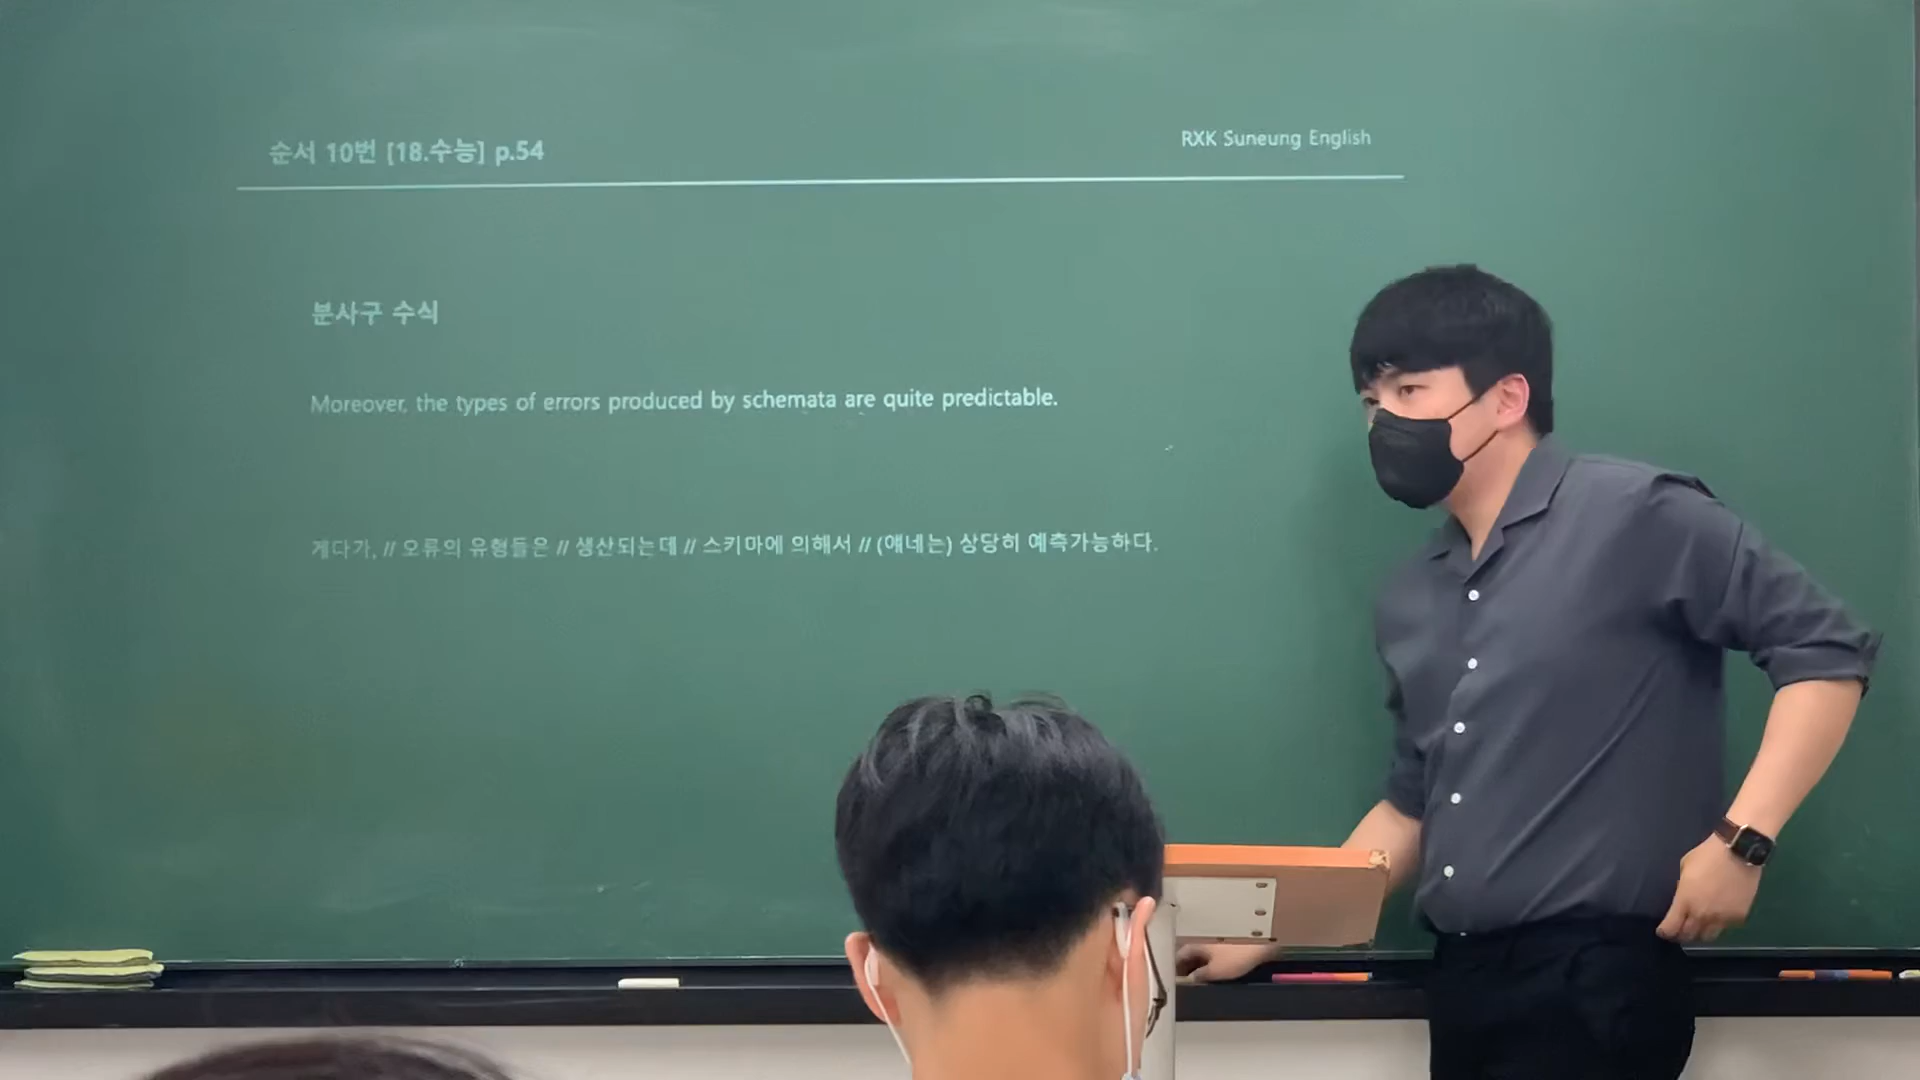 순서 10번 [18.수능] p.54
RXK Suneung English
분사구 수식
Moreover, the types of errors produced by schemata are quite predictable.
게다가, // 오류의 유형들은 // 생산되는데 // 스키마에 의해서 // (얘네는) 상당히 예측가능하다.